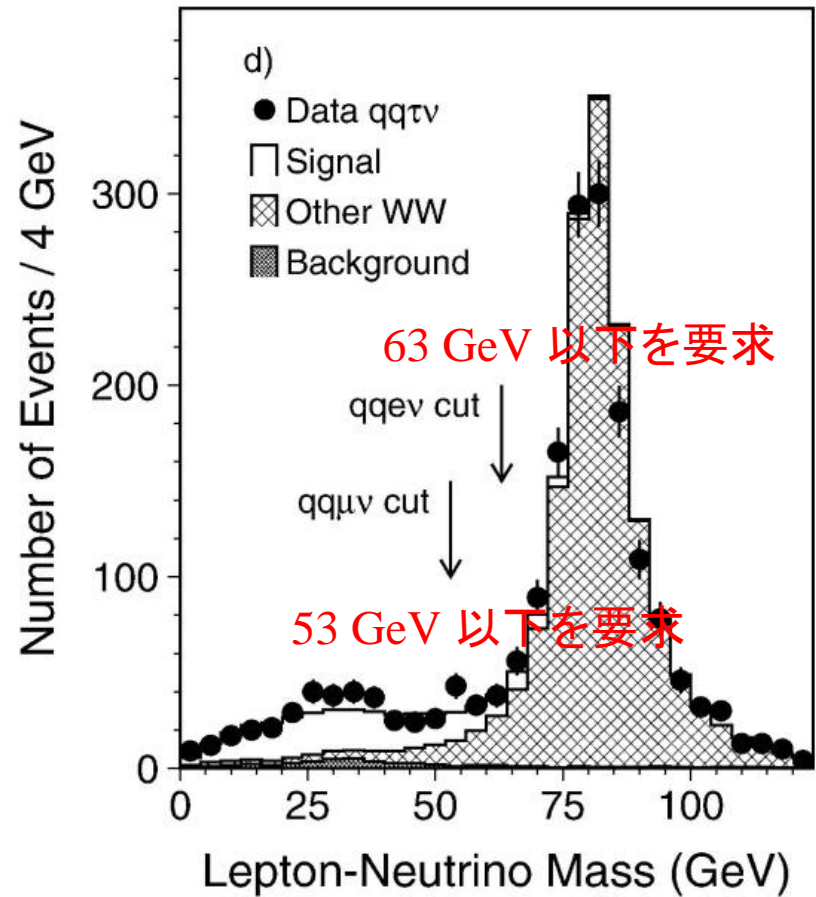 d)
Data qqτν
Signal
Other WW
Background
Number of Events / 4 GeV
300
200
100
0
63 GeV 以下を要求
qqeν cut
qqμν cut
53 GeV 以下を要求
0 25 50 75 100
Lepton-Neutrino Mass (GeV)